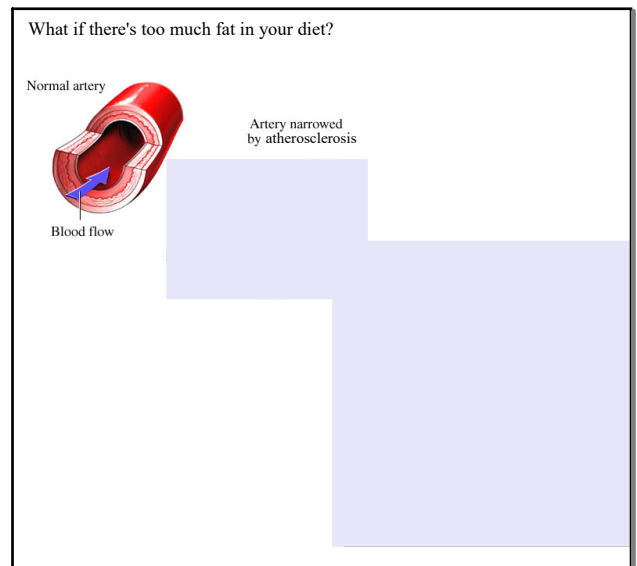 What if there's too much fat in your diet?
Normal artery
Artery narrowed
by atherosclerosis
Blood flow